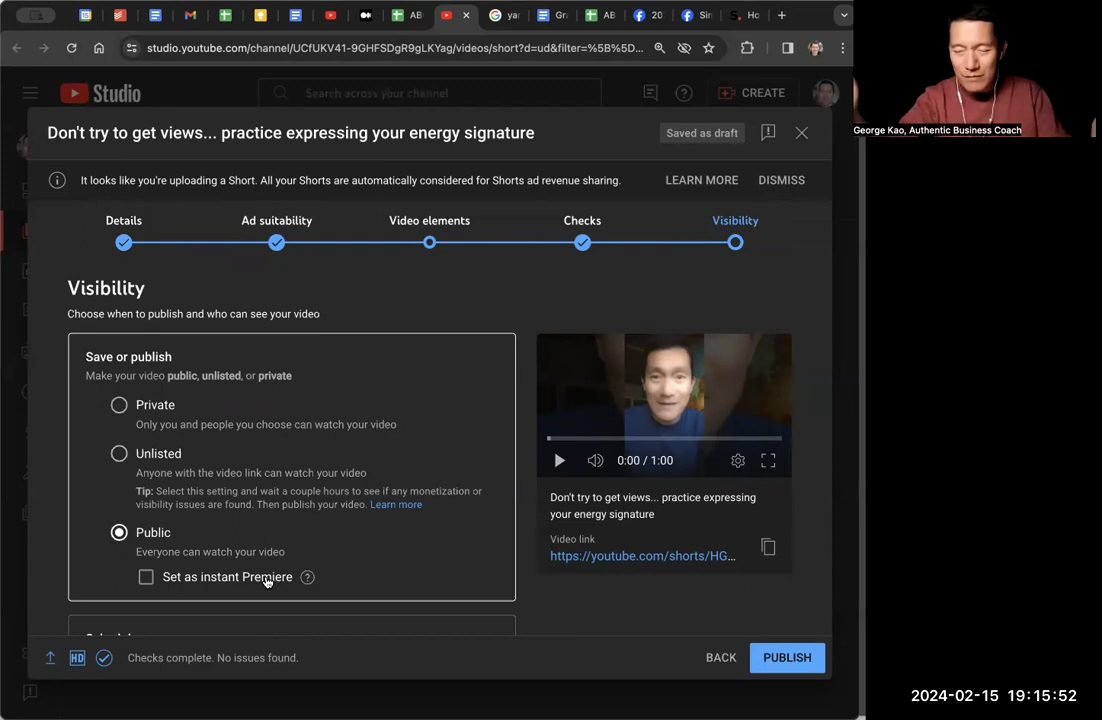 AB
yar
Gr
AB
20
Sin
Ho
studio.youtube.com/channel/UCfUKV41-9GHFSDgR9gLKYag/videos/short?d=ud&filter=%5B%5D...
Studio
Search across your channel
CREATE
George Kao, Authentic Business Coach
Don't try to get views... practice expressing your energy signature
Saved as draft
It looks like you're uploading a Short. All your Shorts are automatically considered for Shorts ad revenue sharing.
LEARN MORE
DISMISS
Details
Ad suitability
Video elements
Checks
Visibility
Visibility
Choose when to publish and who can see your video
Save or publish
Make your video public, unlisted, or private
Private
Only you and people you choose can watch your video
Unlisted
Anyone with the video link can watch your video
Tip: Select this setting and wait a couple hours to see if any monetization or
visibility issues are found. Then publish your video. Learn more
Public
Everyone can watch your video
Set as instant Premiere
0:00 / 1:00
Don't try to get views... practice expressing
your energy signature
Video link
https://youtube.com/shorts/HG...
HD
Checks complete. No issues found.
BACK
PUBLISH
2024-02-15 19:15:52